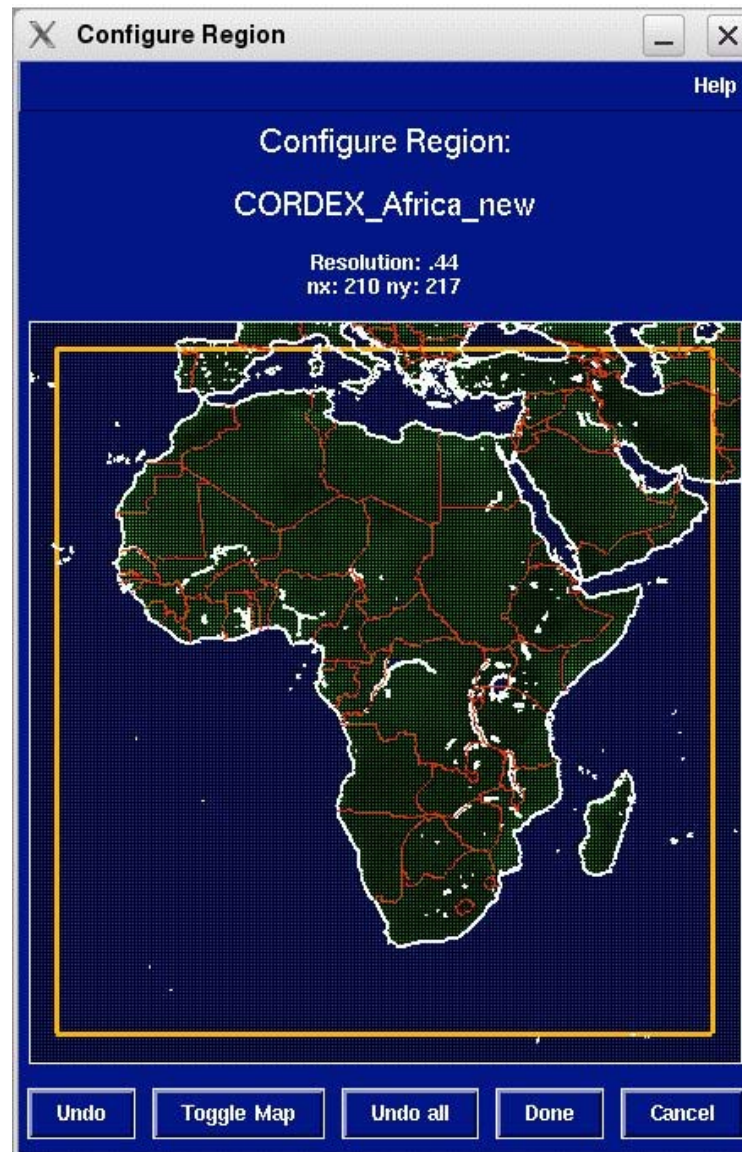 Configure Region
Help
Configure Region:
CORDEX_Africa_new
Resolution: .44
nx: 210 ny: 217
Undo
Toggle Map
Undo all
Done
Cancel